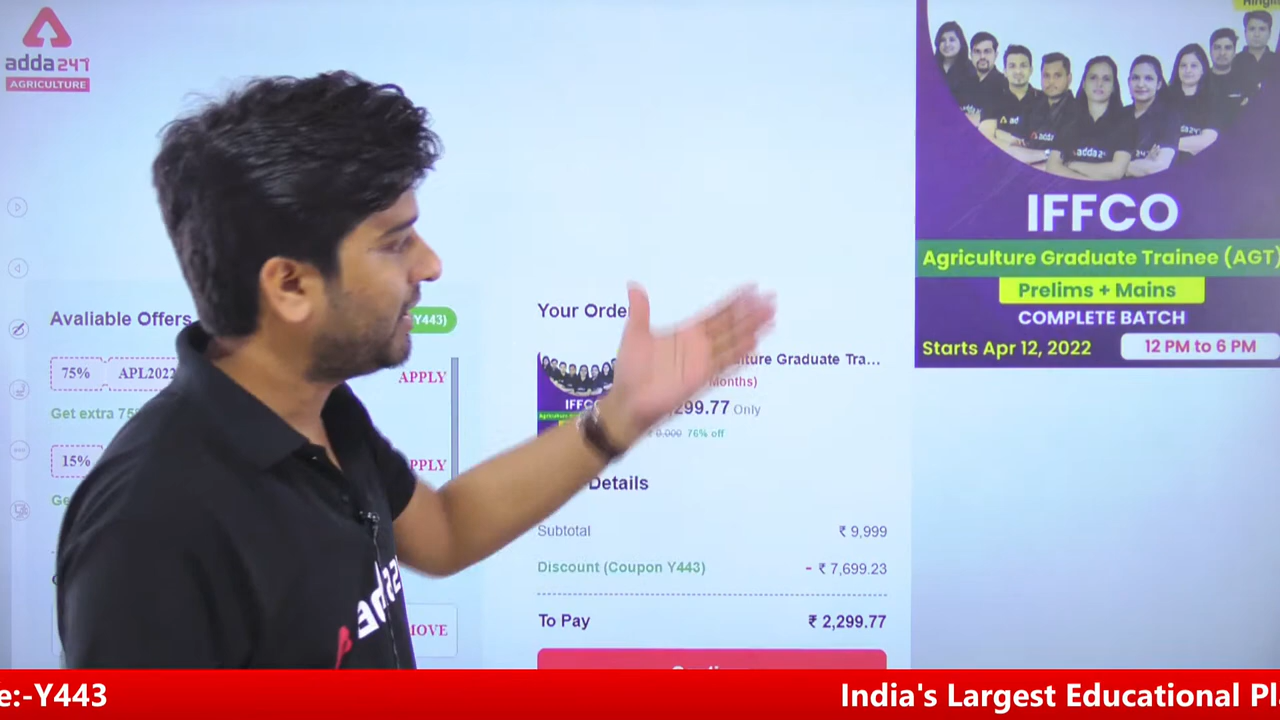 adda247
AGRICULTURE
Avaliable Offers
Y443)
75%
APL2022
APPLY
Get extra 75
15%
PPLY
Ge
MOVE
Your Orde
ture Graduate Tra...
Months)
299.77 Only
76% off
Details
Subtotal ₹ 9,999
Discount (Coupon Y443) - ₹ 7,699.23
To Pay ₹ 2,299.77
IFFCO
Agriculture Graduate Trainee (AGT)
Prelims + Mains
COMPLETE BATCH
Starts Apr 12, 2022
12 PM to 6 PM
e:-Y443
India's Largest Educational Pl